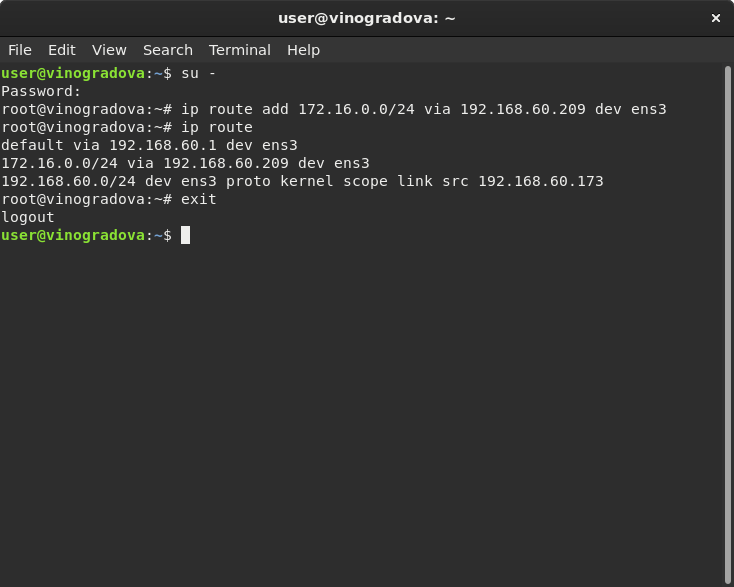 user@vinogradova: ~
File Edit View Search Terminal Help
user@vinogradova:~$ su -
Password:
root@vinogradova:~# ip route add 172.16.0.0/24 via 192.168.60.209 dev ens3
root@vinogradova:~# ip route
default via 192.168.60.1 dev ens3
172.16.0.0/24 via 192.168.60.209 dev ens3
192.168.60.0/24 dev ens3 proto kernel scope link src 192.168.60.173
root@vinogradova:~# exit
logout
user@vinogradova:~$